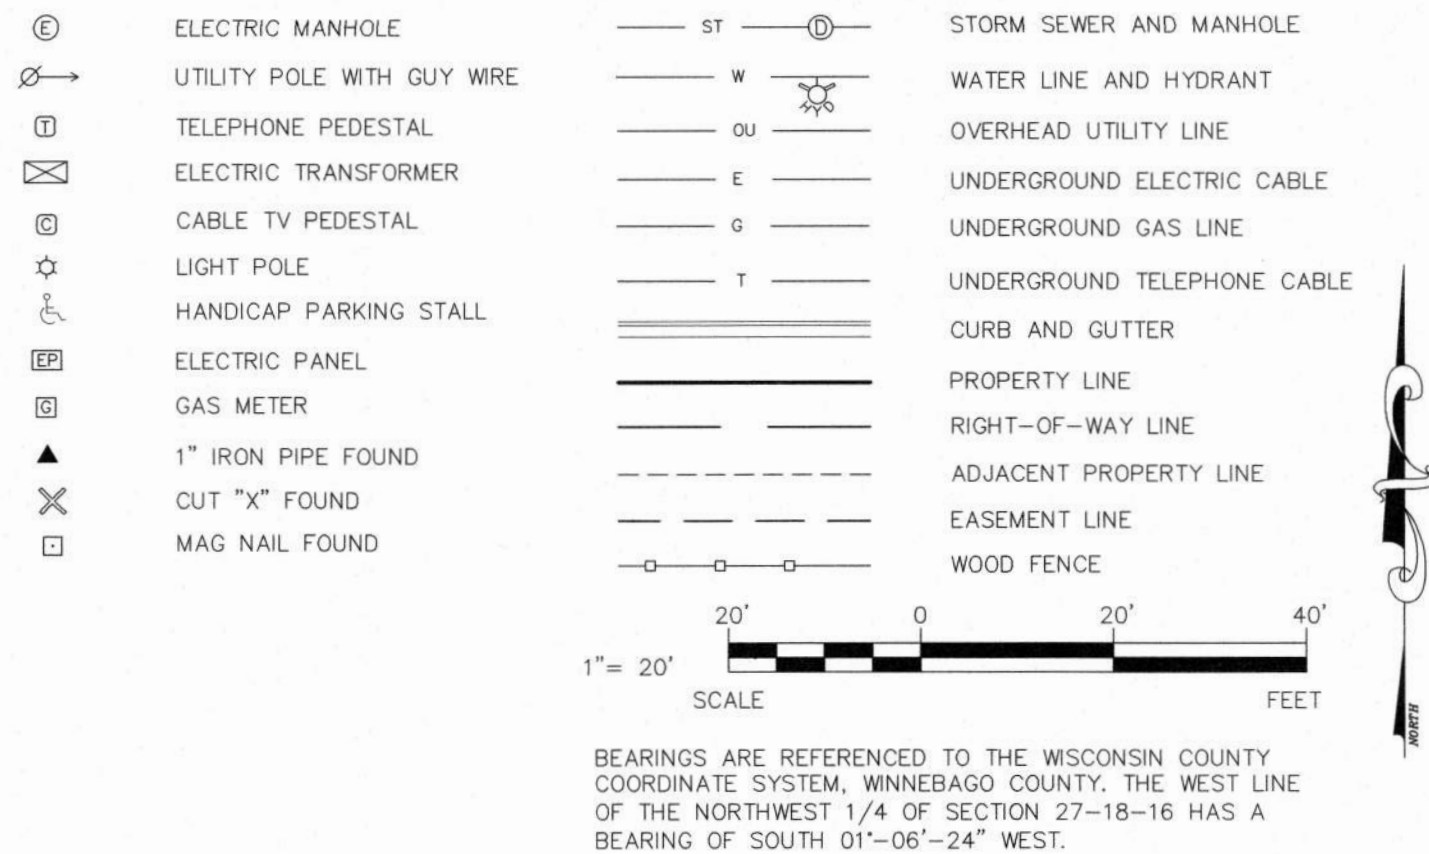 E ELECTRIC MANHOLE
UTILITY POLE WITH GUY WIRE
T TELEPHONE PEDESTAL
ELECTRIC TRANSFORMER
C CABLE TV PEDESTAL
LIGHT POLE
HANDICAP PARKING STALL
EP ELECTRIC PANEL
G GAS METER
1" IRON PIPE FOUND
CUT "X" FOUND
MAG NAIL FOUND
ST D STORM SEWER AND MANHOLE
W HYD WATER LINE AND HYDRANT
OU OVERHEAD UTILITY LINE
E UNDERGROUND ELECTRIC CABLE
G UNDERGROUND GAS LINE
T UNDERGROUND TELEPHONE CABLE
CURB AND GUTTER
PROPERTY LINE
RIGHT-OF-WAY LINE
ADJACENT PROPERTY LINE
EASEMENT LINE
WOOD FENCE
20' 0 20' 40'
1"= 20'
SCALE FEET
NORTH
BEARINGS ARE REFERENCED TO THE WISCONSIN COUNTY
COORDINATE SYSTEM, WINNEBAGO COUNTY. THE WEST LINE
OF THE NORTHWEST 1/4 OF SECTION 27-18-16 HAS A
BEARING OF SOUTH 01°-06'-24" WEST.